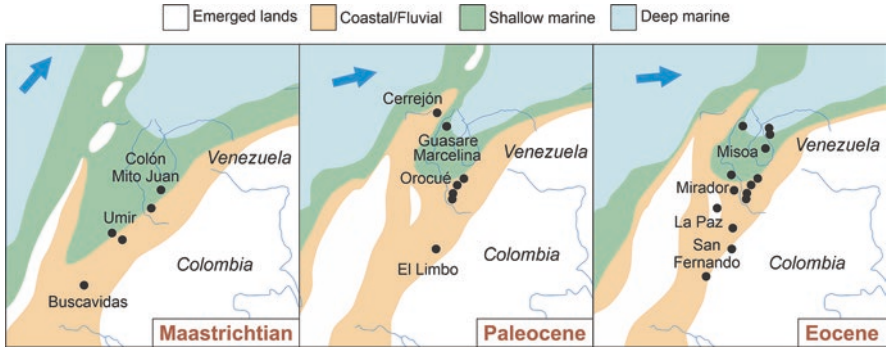 Emerged lands
Coastal/Fluvial
Shallow marine
Deep marine
Colón
Mito Juan
Venezuela
Umir
Colombia
Buscavidas
Maastrichtian
Cerrejón
Guasare
Marcelina
Venezuela
Orocué
El Limbo
Colombia
Paleocene
Misoa
Venezuela
Mirador
La Paz
San
Fernando
Colombia
Eocene